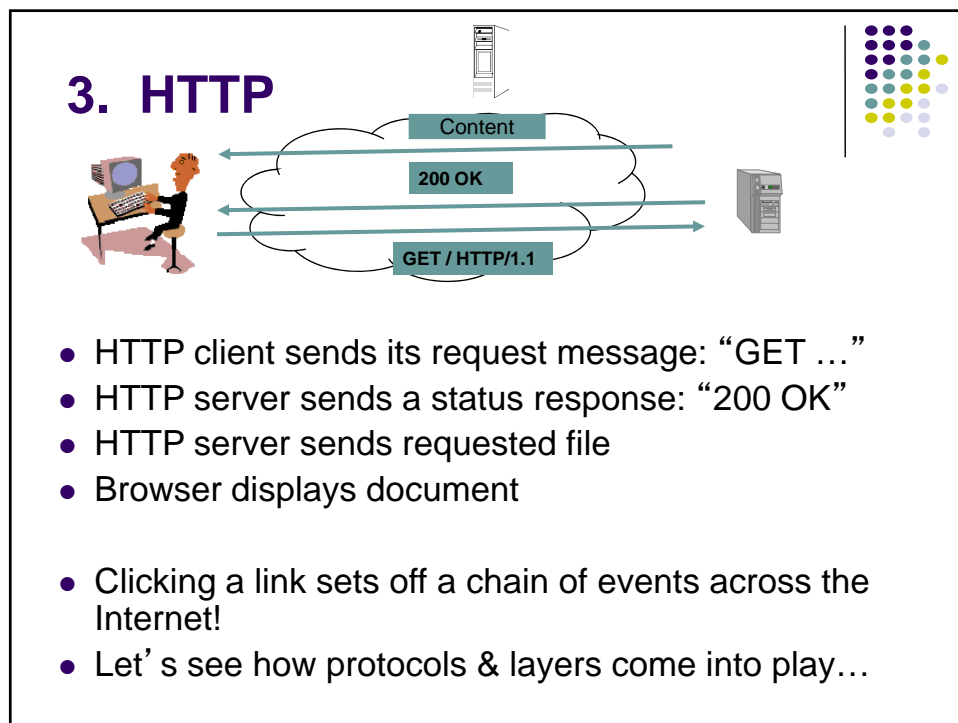 3. HTTP
Content
200 OK
GET / HTTP/1.1
● HTTP client sends its request message: “GET …”
● HTTP server sends a status response: “200 OK”
● HTTP server sends requested file
● Browser displays document
● Clicking a link sets off a chain of events across the
Internet!
● Let’s see how protocols & layers come into play…